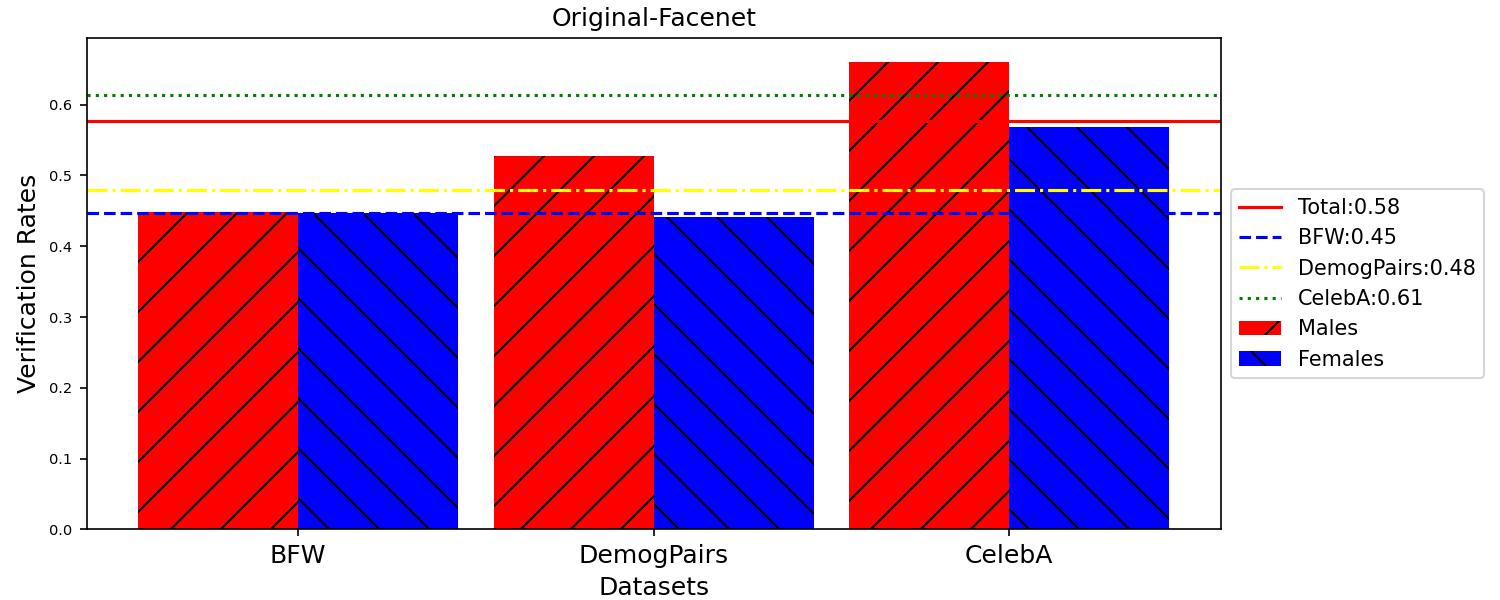 Original-Facenet
Verification Rates
0.6
0.5
0.4
0.3
0.2
0.1
0.0
BFW
DemogPairs
CelebA
Datasets
Total:0.58
BFW:0.45
DemogPairs:0.48
CelebA:0.61
Males
Females